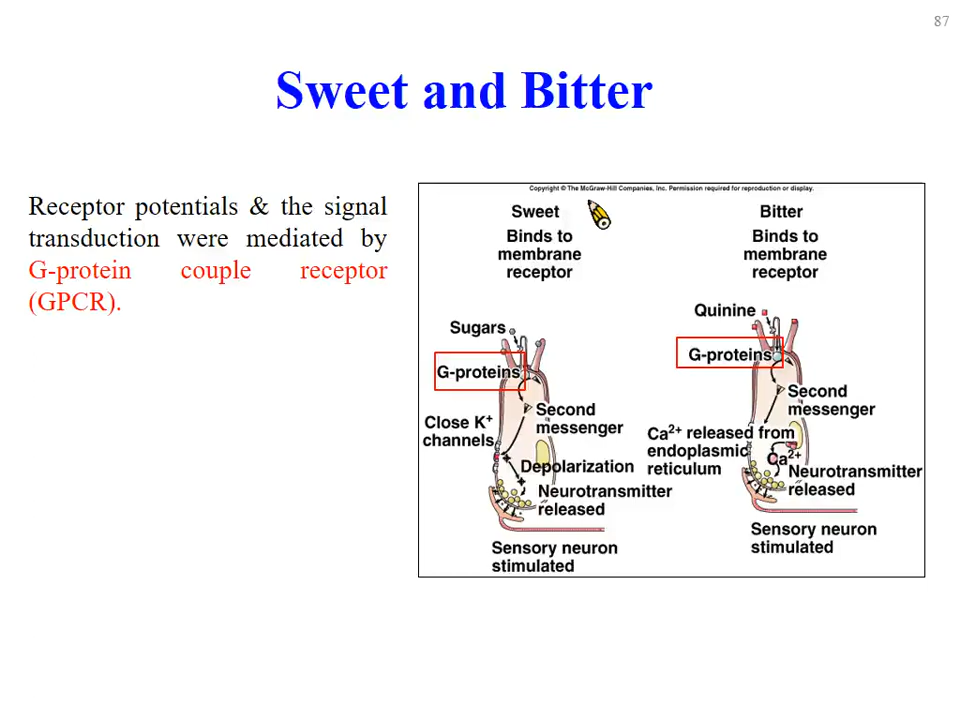 87
Sweet and Bitter
Receptor potentials & the signal
transduction were mediated by
G-protein couple receptor
(GPCR).
Copyright © The McGraw-Hill Companies, Inc. Permission required for reproduction or display.
Sweet
Binds to
membrane
receptor
Sugars
G-proteins
Second
messenger
Close K+
channels
Depolarization
Neurotransmitter
released
Sensory neuron
stimulated
Bitter
Binds to
membrane
receptor
Quinine
G-proteins
Second
messenger
Ca2+ released from
endoplasmic
reticulum
Ca2+
Neurotransmitter
released
Sensory neuron
stimulated